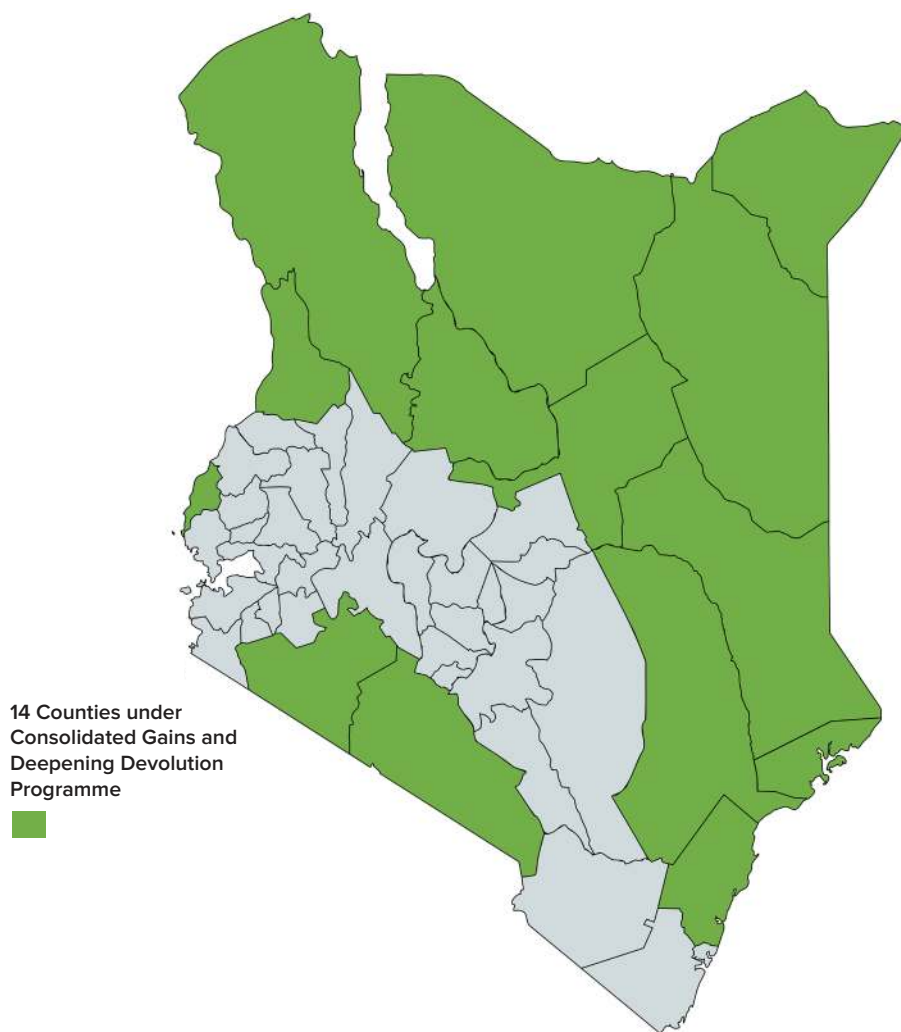 14 Counties under
Consolidated Gains and
Deepening Devolution
Programme